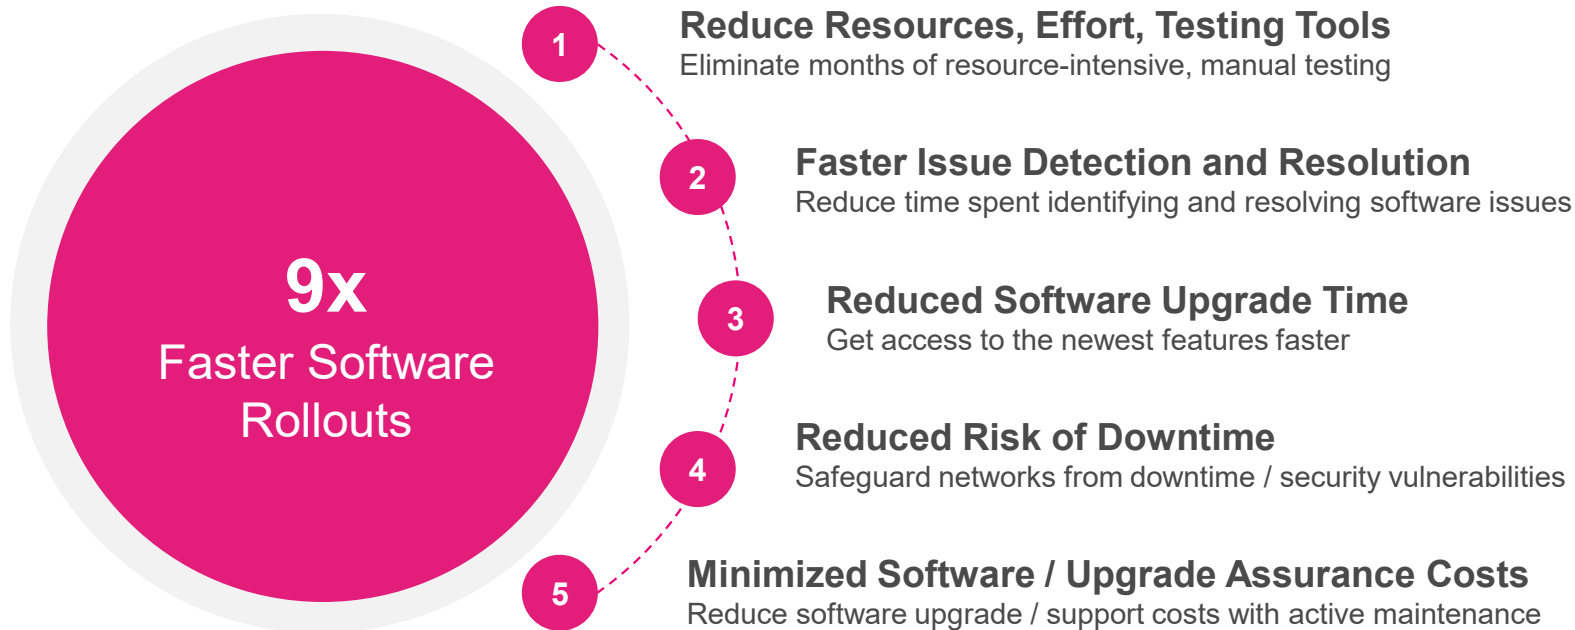 9x
Faster Software
Rollouts
1
Reduce Resources, Effort, Testing Tools
Eliminate months of resource-intensive, manual testing
2
Faster Issue Detection and Resolution
Reduce time spent identifying and resolving software issues
3
Reduced Software Upgrade Time
Get access to the newest features faster
4
Reduced Risk of Downtime
Safeguard networks from downtime / security vulnerabilities
5
Minimized Software / Upgrade Assurance Costs
Reduce software upgrade / support costs with active maintenance